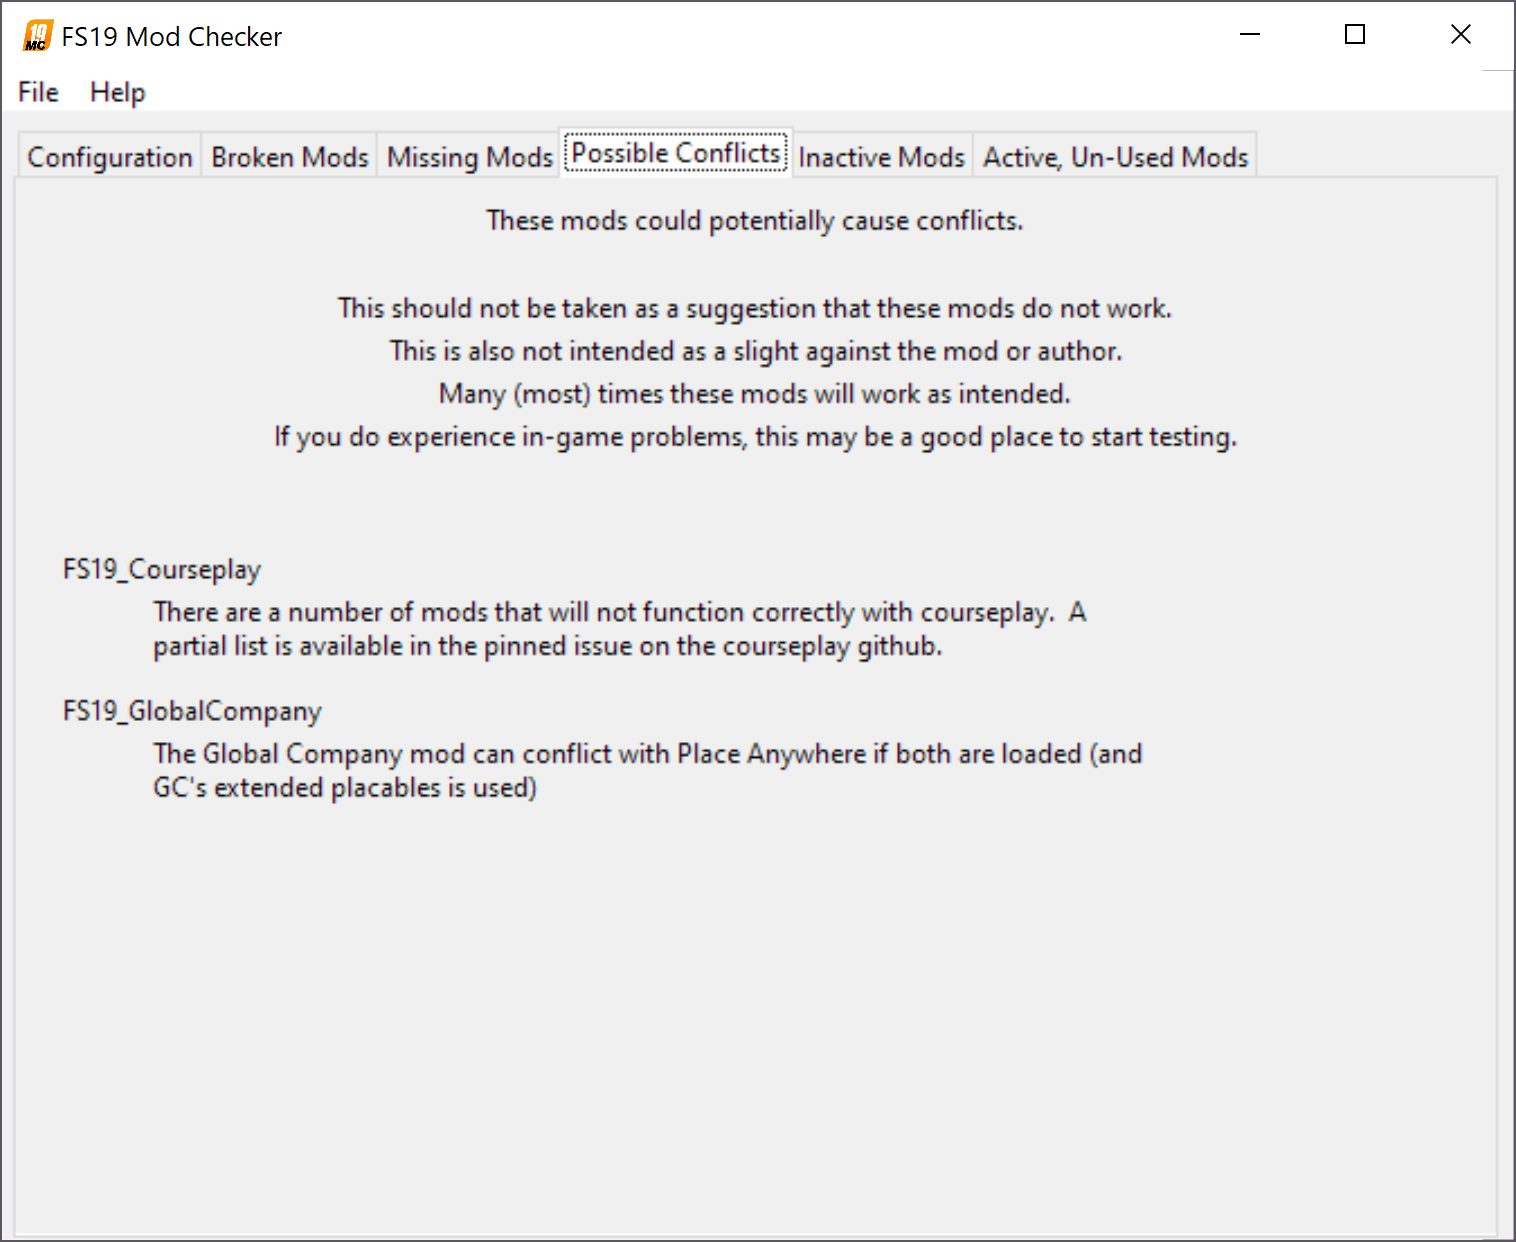 19
MC
FS19 Mod Checker
File Help
Configuration Broken Mods Missing Mods Possible Conflicts Inactive Mods Active, Un-Used Mods
These mods could potentially cause conflicts.
This should not be taken as a suggestion that these mods do not work.
This is also not intended as a slight against the mod or author.
Many (most) times these mods will work as intended.
If you do experience in-game problems, this may be a good place to start testing.
FS19_Courseplay
There are a number of mods that will not function correctly with courseplay.  A
partial list is available in the pinned issue on the courseplay github.
FS19_GlobalCompany
The Global Company mod can conflict with Place Anywhere if both are loaded (and
GC's extended placables is used)